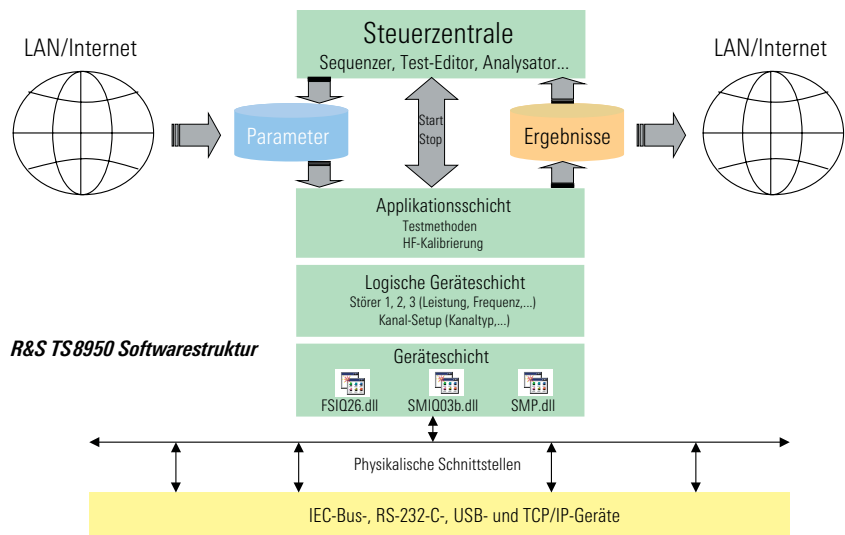 Steuerzentrale
Sequenzer, Test-Editor, Analysator...
LAN/Internet
LAN/Internet
Parameter
Start
Stop
Ergebnisse
Applikationsschicht
Testmethoden
HF-Kalibrierung
Logische Geräteschicht
Störer 1, 2, 3 (Leistung, Frequenz,...)
Kanal-Setup (Kanaltyp,...)
R&S TS8950 Softwarestruktur
Geräteschicht
FSIQ26.dll
SMIQ03b.dll
SMP.dll
Physikalische Schnittstellen
IEC-Bus-, RS-232-C-, USB- und TCP/IP-Geräte